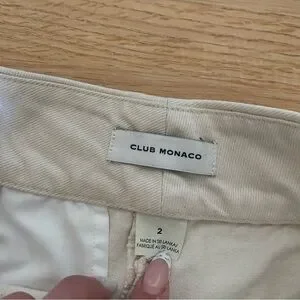 CLUB MONACO
2
MADE IN SRI LANKA/
FABRIQUÉ AU SRI LANKA